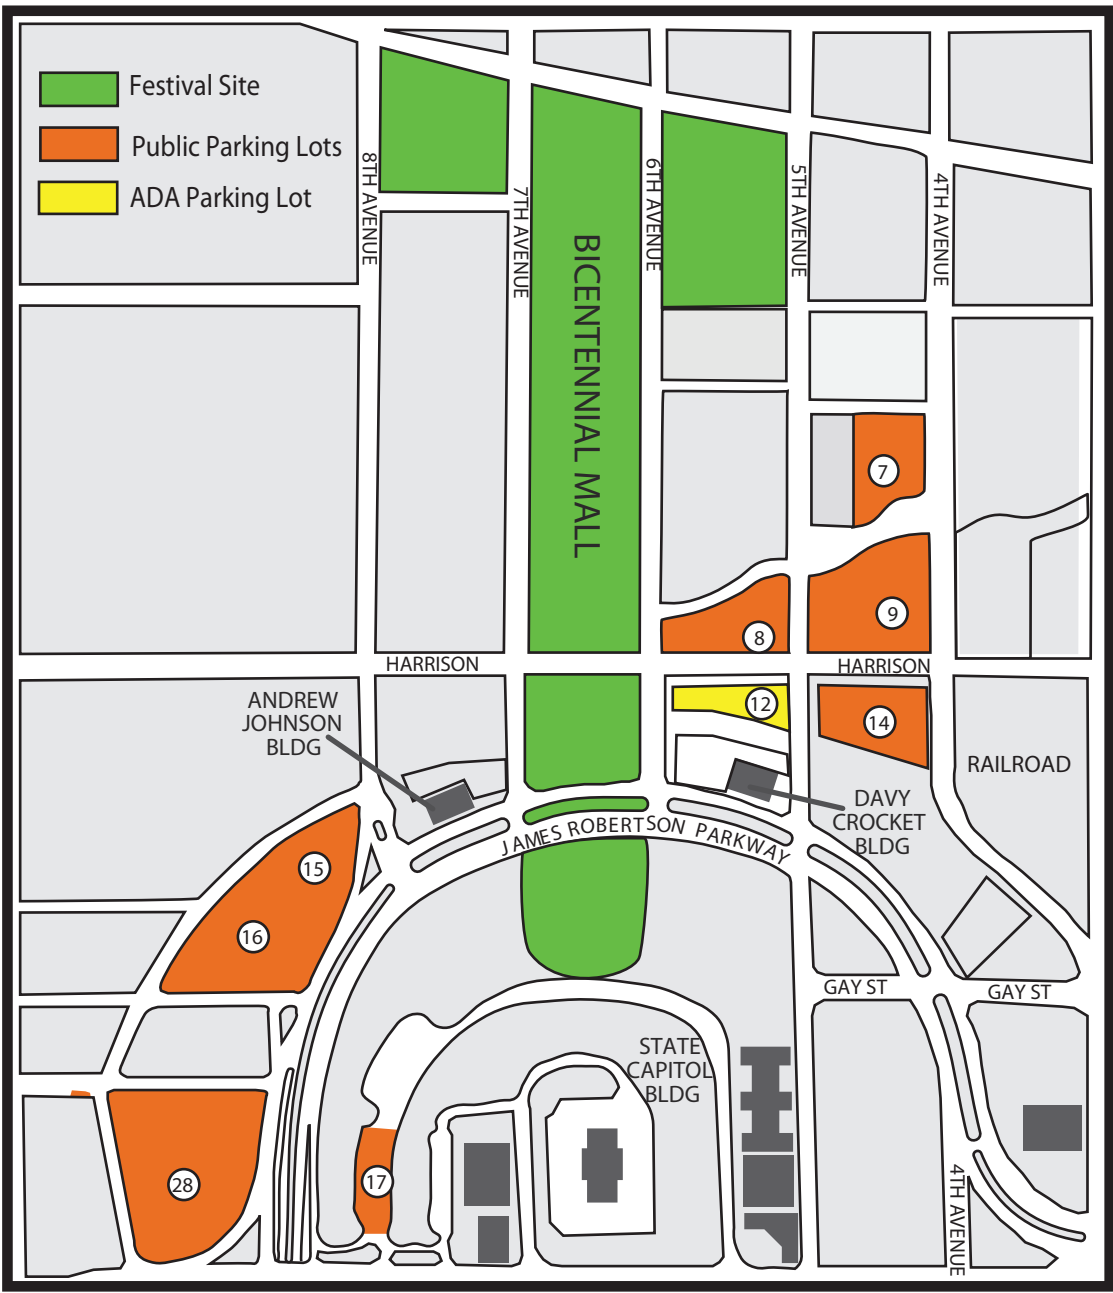 Festival Site
Public Parking Lots
ADA Parking Lot
8TH AVENUE
7TH AVENUE
6TH AVENUE
5TH AVENUE
4TH AVENUE
BICENTENNIAL MALL
7
9
8
HARRISON
HARRISON
12
14
ANDREW
JOHNSON
BLDG
RAILROAD
DAVY
CROCKET
BLDG
JAMES ROBERTSON PARKWAY
15
16
GAY ST
GAY ST
STATE
CAPITOL
BLDG
28
17
4TH AVENUE